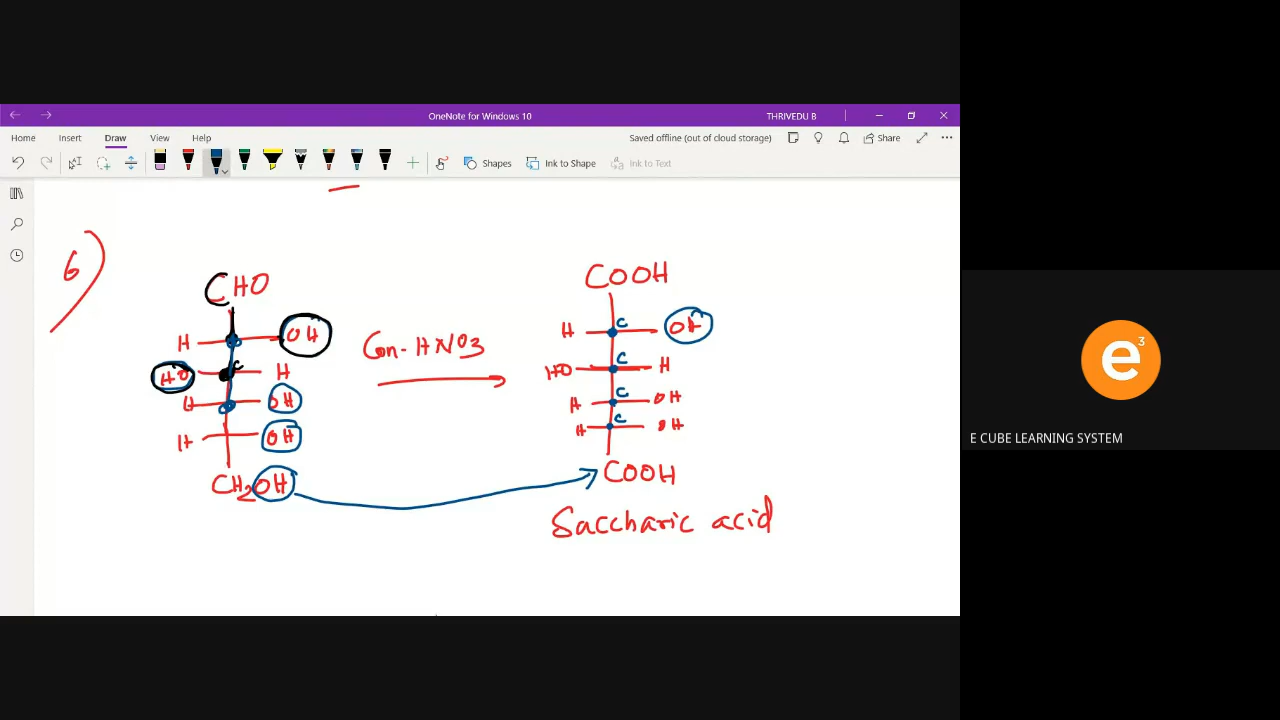 OneNote for Windows 10
THRIVEDU B
Home Insert Draw View Help
Saved offline (out of cloud storage)
Share
Shapes
Ink to Shape
Ink to Text
6)
CHO
H OH
HO C H
H OH
H OH
CH2OH
Con-HNO3
COOH
H C OH
HO C H
H C OH
H C OH
COOH
Saccharic acid
e3
E CUBE LEARNING SYSTEM